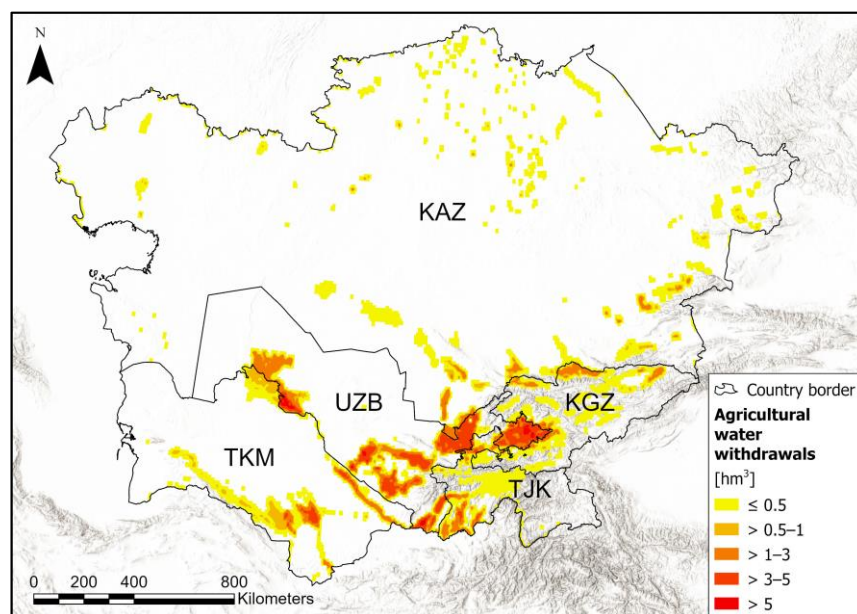 N
KAZ
UZB
KGZ
TKM
TJK
Country border
Agricultural
water
withdrawals
[hm³]
≤ 0.5
> 0.5–1
> 1–3
> 3–5
> 5
0 200 400 800
Kilometers